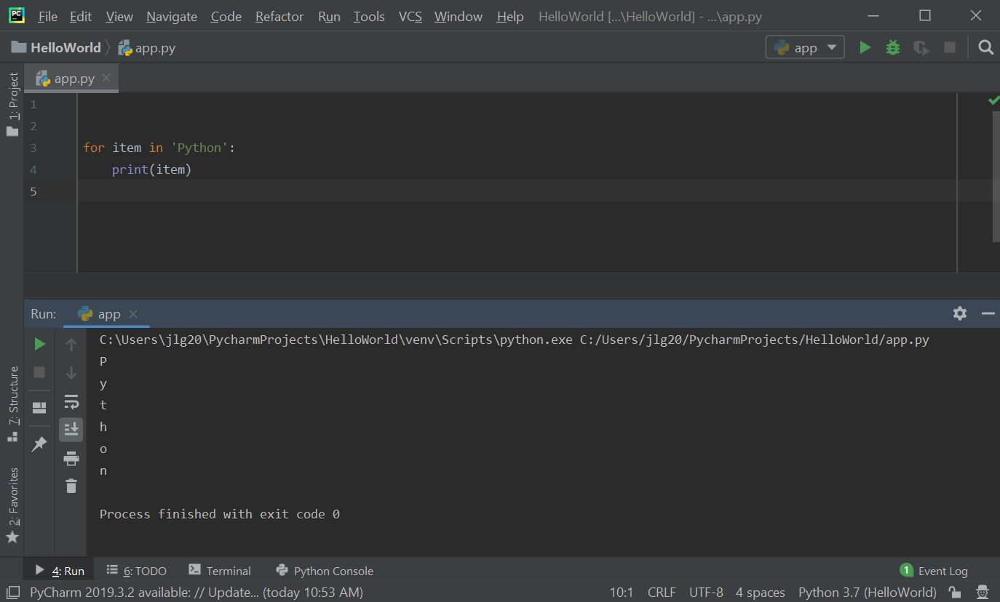 PC File Edit View Navigate Code Refactor Run Tools VCS Window Help HelloWorld [...\HelloWorld] - ...\app.py
HelloWorld app.py app
1: Project
app.py
1
2
3 for item in 'Python':
4 print(item)
5
Run: app
C:\Users\jlg20\PycharmProjects\HelloWorld\venv\Scripts\python.exe C:/Users/jlg20/PycharmProjects/HelloWorld/app.py
P
y
t
h
o
n
Process finished with exit code 0
7: Structure
2: Favorites
4: Run 6: TODO Terminal Python Console 1 Event Log
PyCharm 2019.3.2 available: // Update... (today 10:53 AM) 10:1 CRLF UTF-8 4 spaces Python 3.7 (HelloWorld)